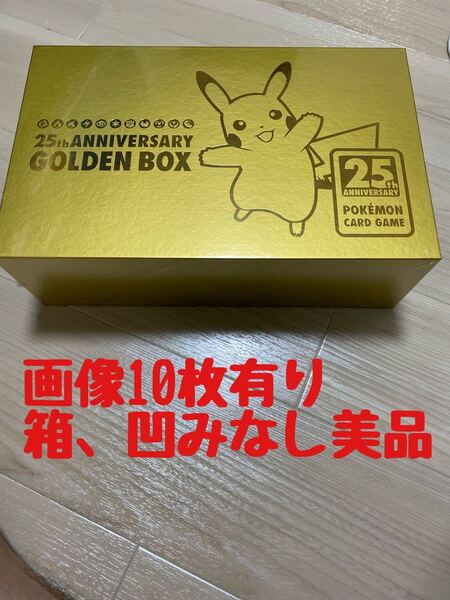 25th ANNIVERSARY
GOLDEN BOX
25th
ANNIVERSARY
POKÉMON
CARD GAME
画像10枚有り
箱、凹みなし美品